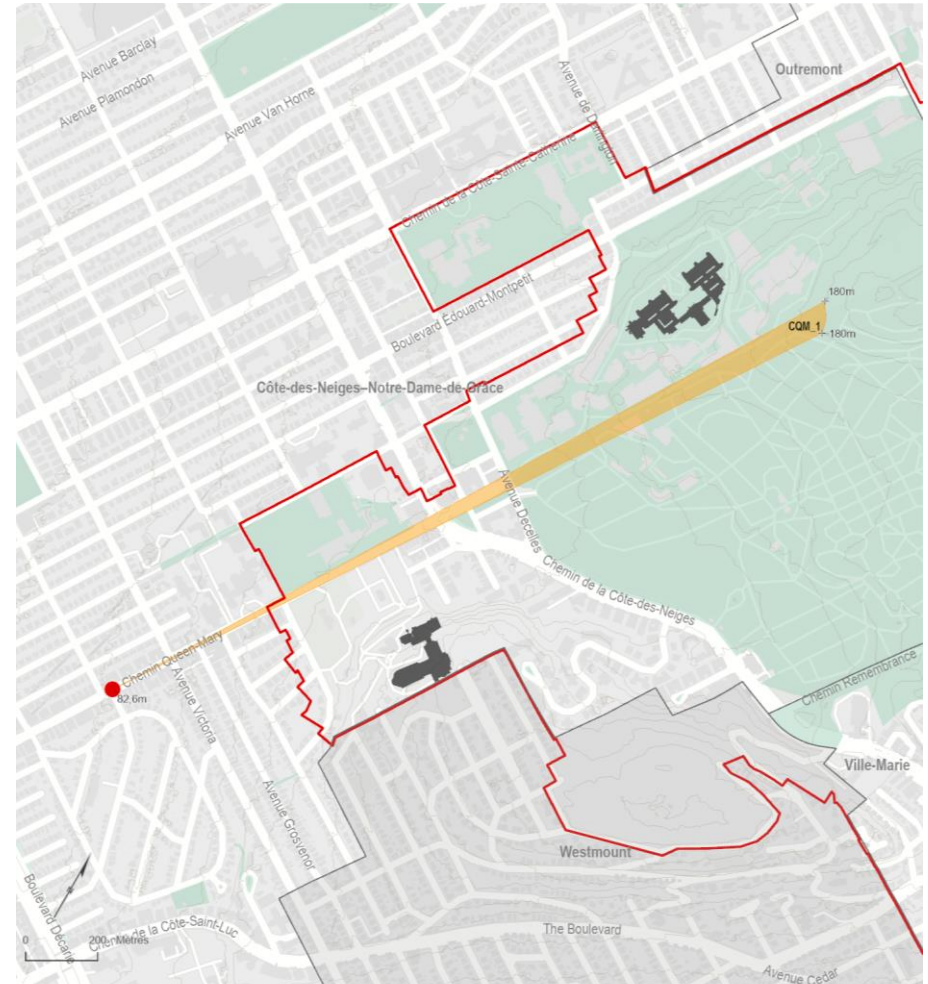 Avenue Barclay
Avenue Plamondon
Avenue Van Horne
Avenue de Darlington
Outremont
Chemin de la Côte-Sainte-Catherine
Boulevard Édouard-Montpetit
180m
CQM_1
180m
Côte-des-Neiges–Notre-Dame-de-Grâce
Avenue Decelles
Chemin de la Côte-des-Neiges
Chemin Queen-Mary
82,6m
Avenue Victoria
Chemin Remembrance
Ville-Marie
Avenue Grosvenor
Westmount
Boulevard Décarie
0 200 Mètres
Chemin de la Côte-Saint-Luc
The Boulevard
Avenue Cedar